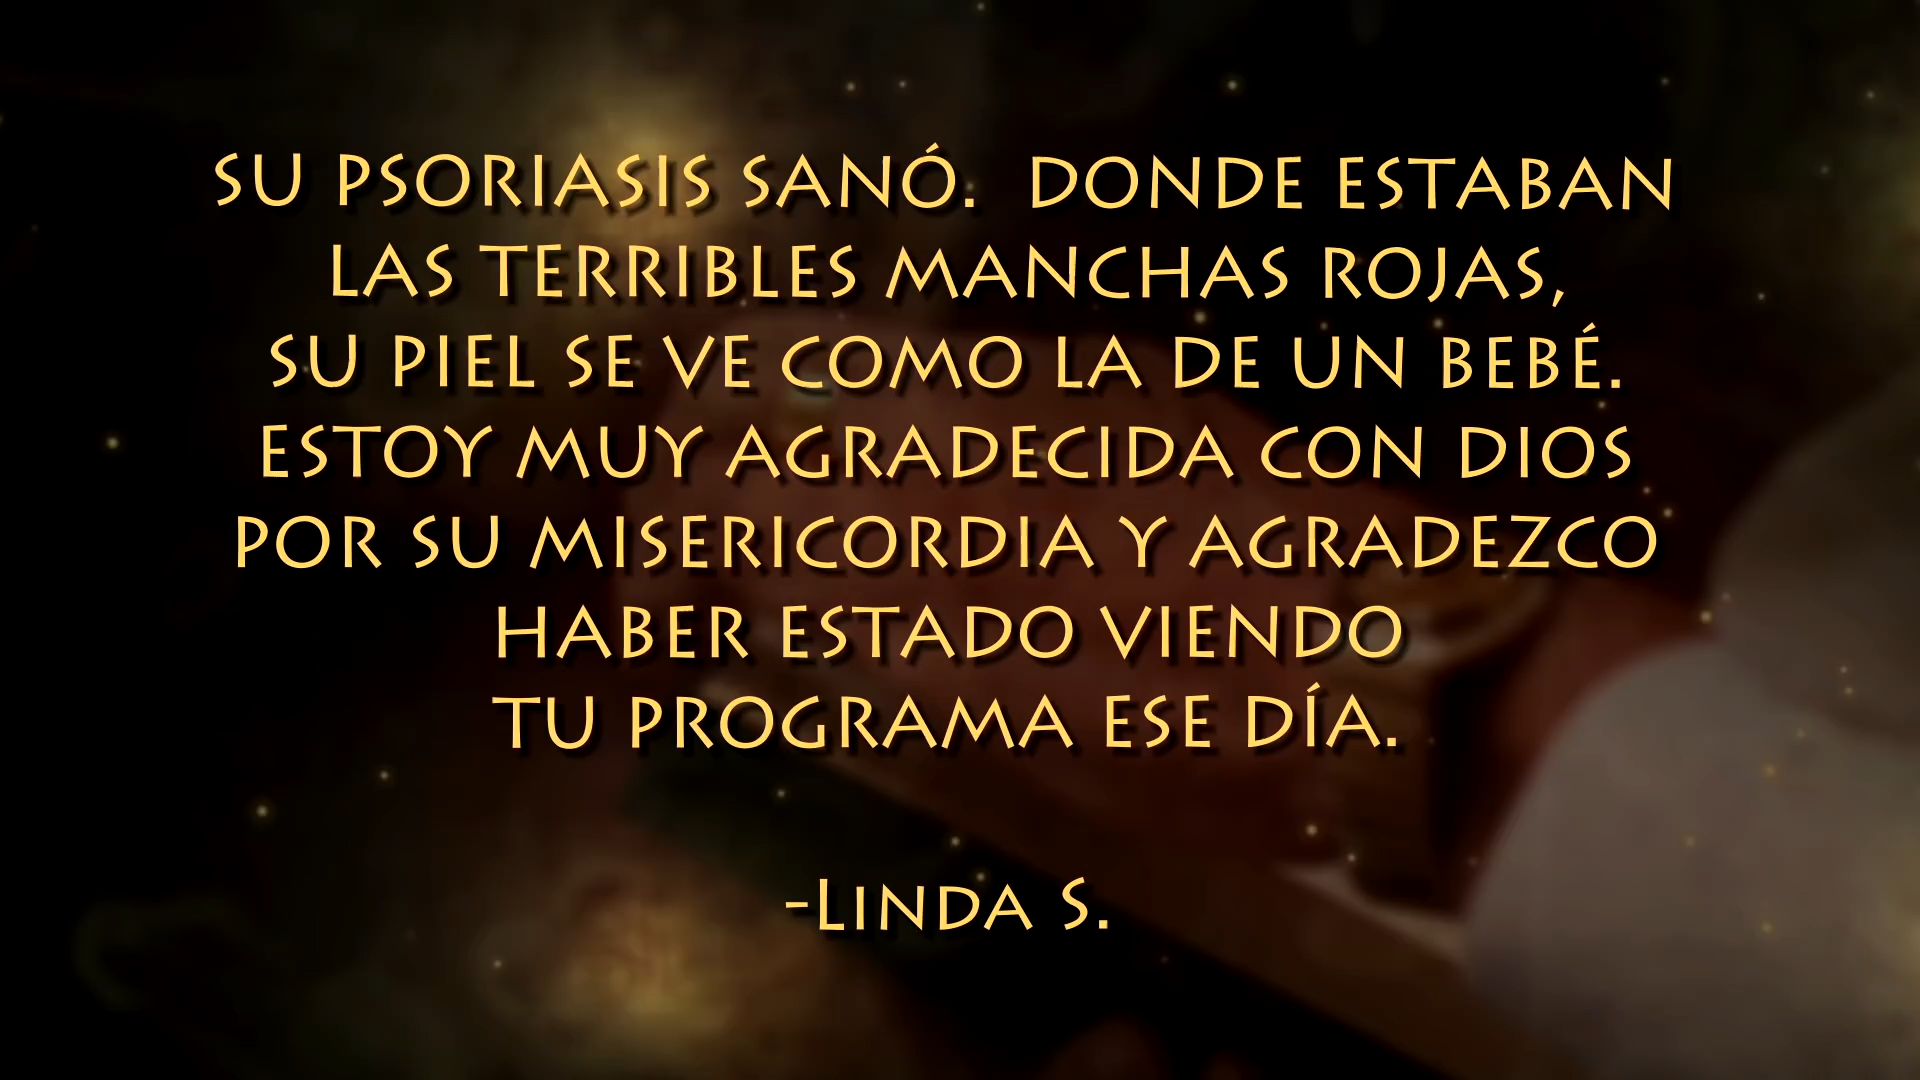 SU PSORIASIS SANÓ. DONDE ESTABAN
LAS TERRIBLES MANCHAS ROJAS,
SU PIEL SE VE COMO LA DE UN BEBÉ.
ESTOY MUY AGRADECIDA CON DIOS
POR SU MISERICORDIA Y AGRADEZCO
HABER ESTADO VIENDO
TU PROGRAMA ESE DÍA.
-LINDA S.